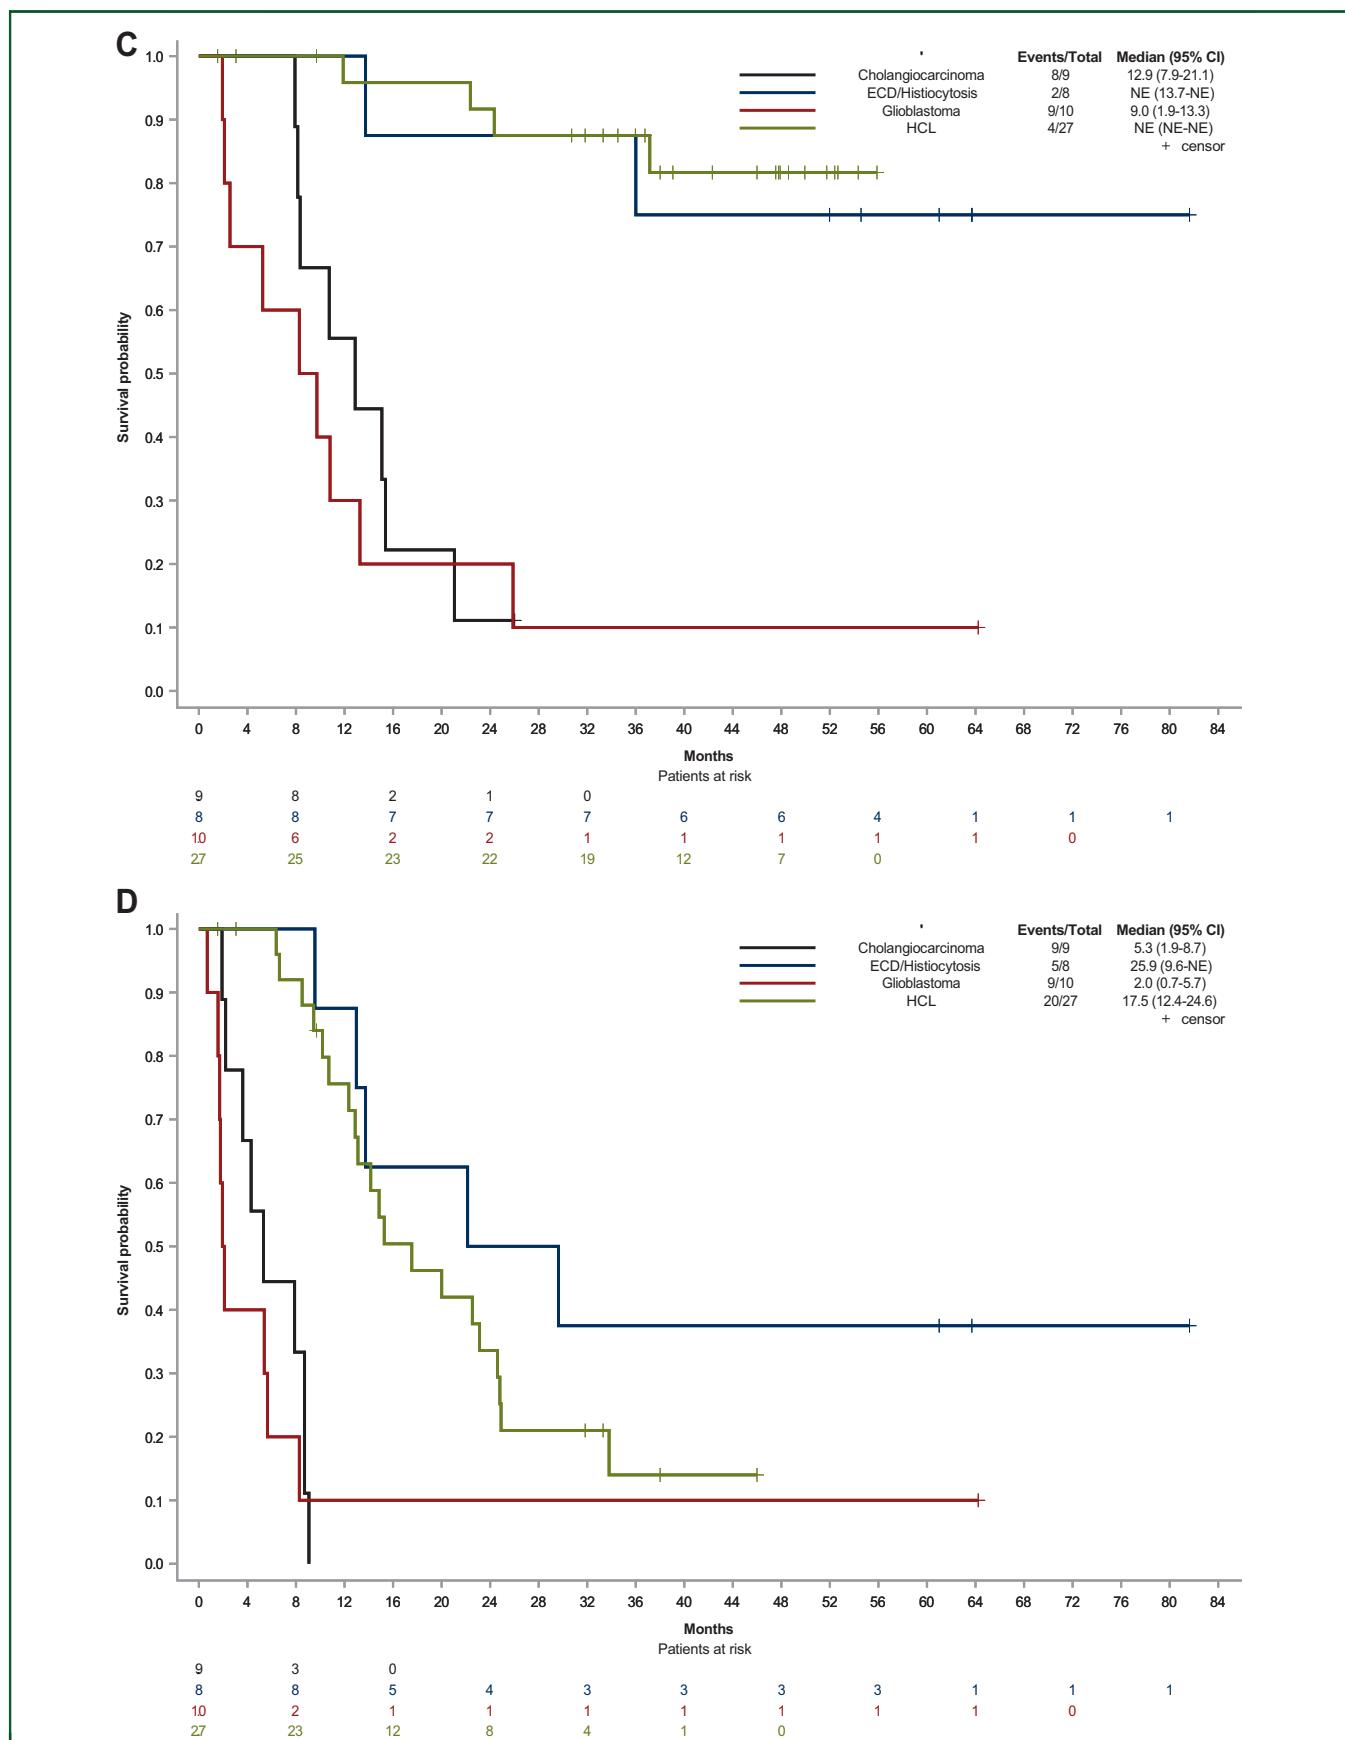 C
' Events/Total Median (95% CI)
Cholangiocarcinoma 8/9 12.9 (7.9-21.1)
ECD/Histiocytosis 2/8 NE (13.7-NE)
Glioblastoma 9/10 9.0 (1.9-13.3)
HCL 4/27 NE (NE-NE)
+ censor
1.0
0.9
0.8
0.7
0.6
0.5
0.4
0.3
0.2
0.1
0.0
Survival probability
0 4 8 12 16 20 24 28 32 36 40 44 48 52 56 60 64 68 72 76 80 84
Months
Patients at risk
9 8 2 1 0
8 8 7 7 7 6 6 4 1 1 1
10 6 2 2 1 1 1 1 1 0
27 25 23 22 19 12 7 0
D
' Events/Total Median (95% CI)
Cholangiocarcinoma 9/9 5.3 (1.9-8.7)
ECD/Histiocytosis 5/8 25.9 (9.6-NE)
Glioblastoma 9/10 2.0 (0.7-5.7)
HCL 20/27 17.5 (12.4-24.6)
+ censor
1.0
0.9
0.8
0.7
0.6
0.5
0.4
0.3
0.2
0.1
0.0
Survival probability
0 4 8 12 16 20 24 28 32 36 40 44 48 52 56 60 64 68 72 76 80 84
Months
Patients at risk
9 3 0
8 8 5 4 3 3 3 3 1 1 1
10 2 1 1 1 1 1 1 1 0
27 23 12 8 4 1 0